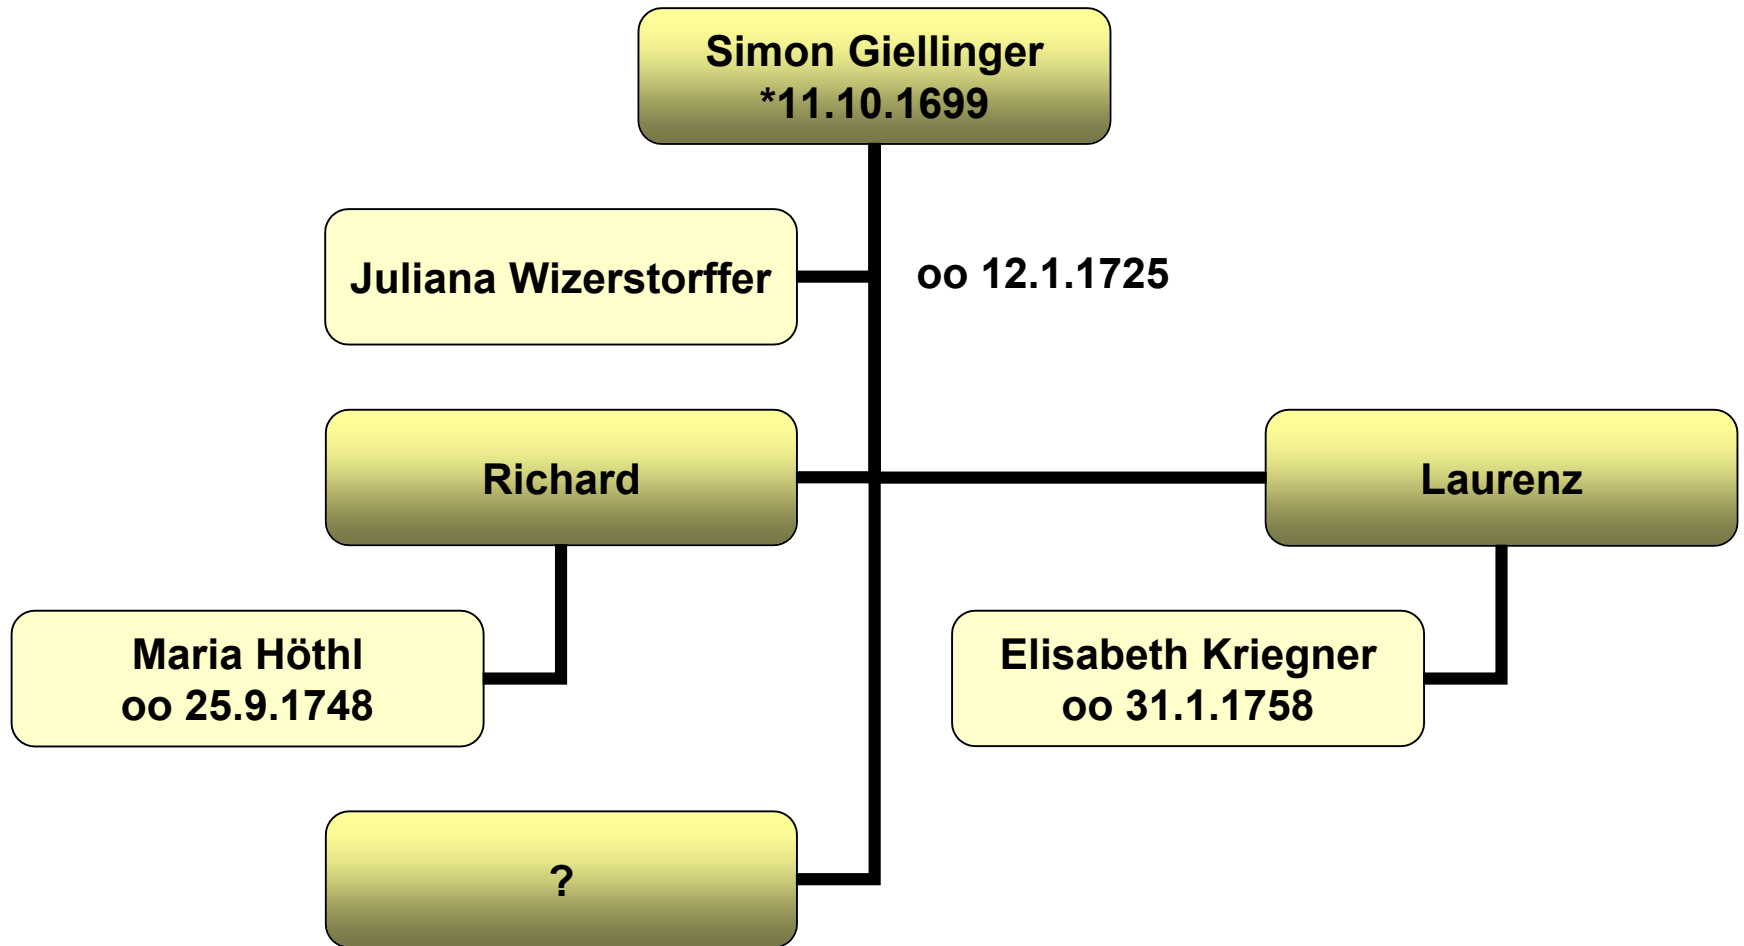 Simon Giellinger
*11.10.1699
Juliana Wizerstorffer
oo 12.1.1725
Richard
Laurenz
Maria Höthl
oo 25.9.1748
Elisabeth Kriegner
oo 31.1.1758
?